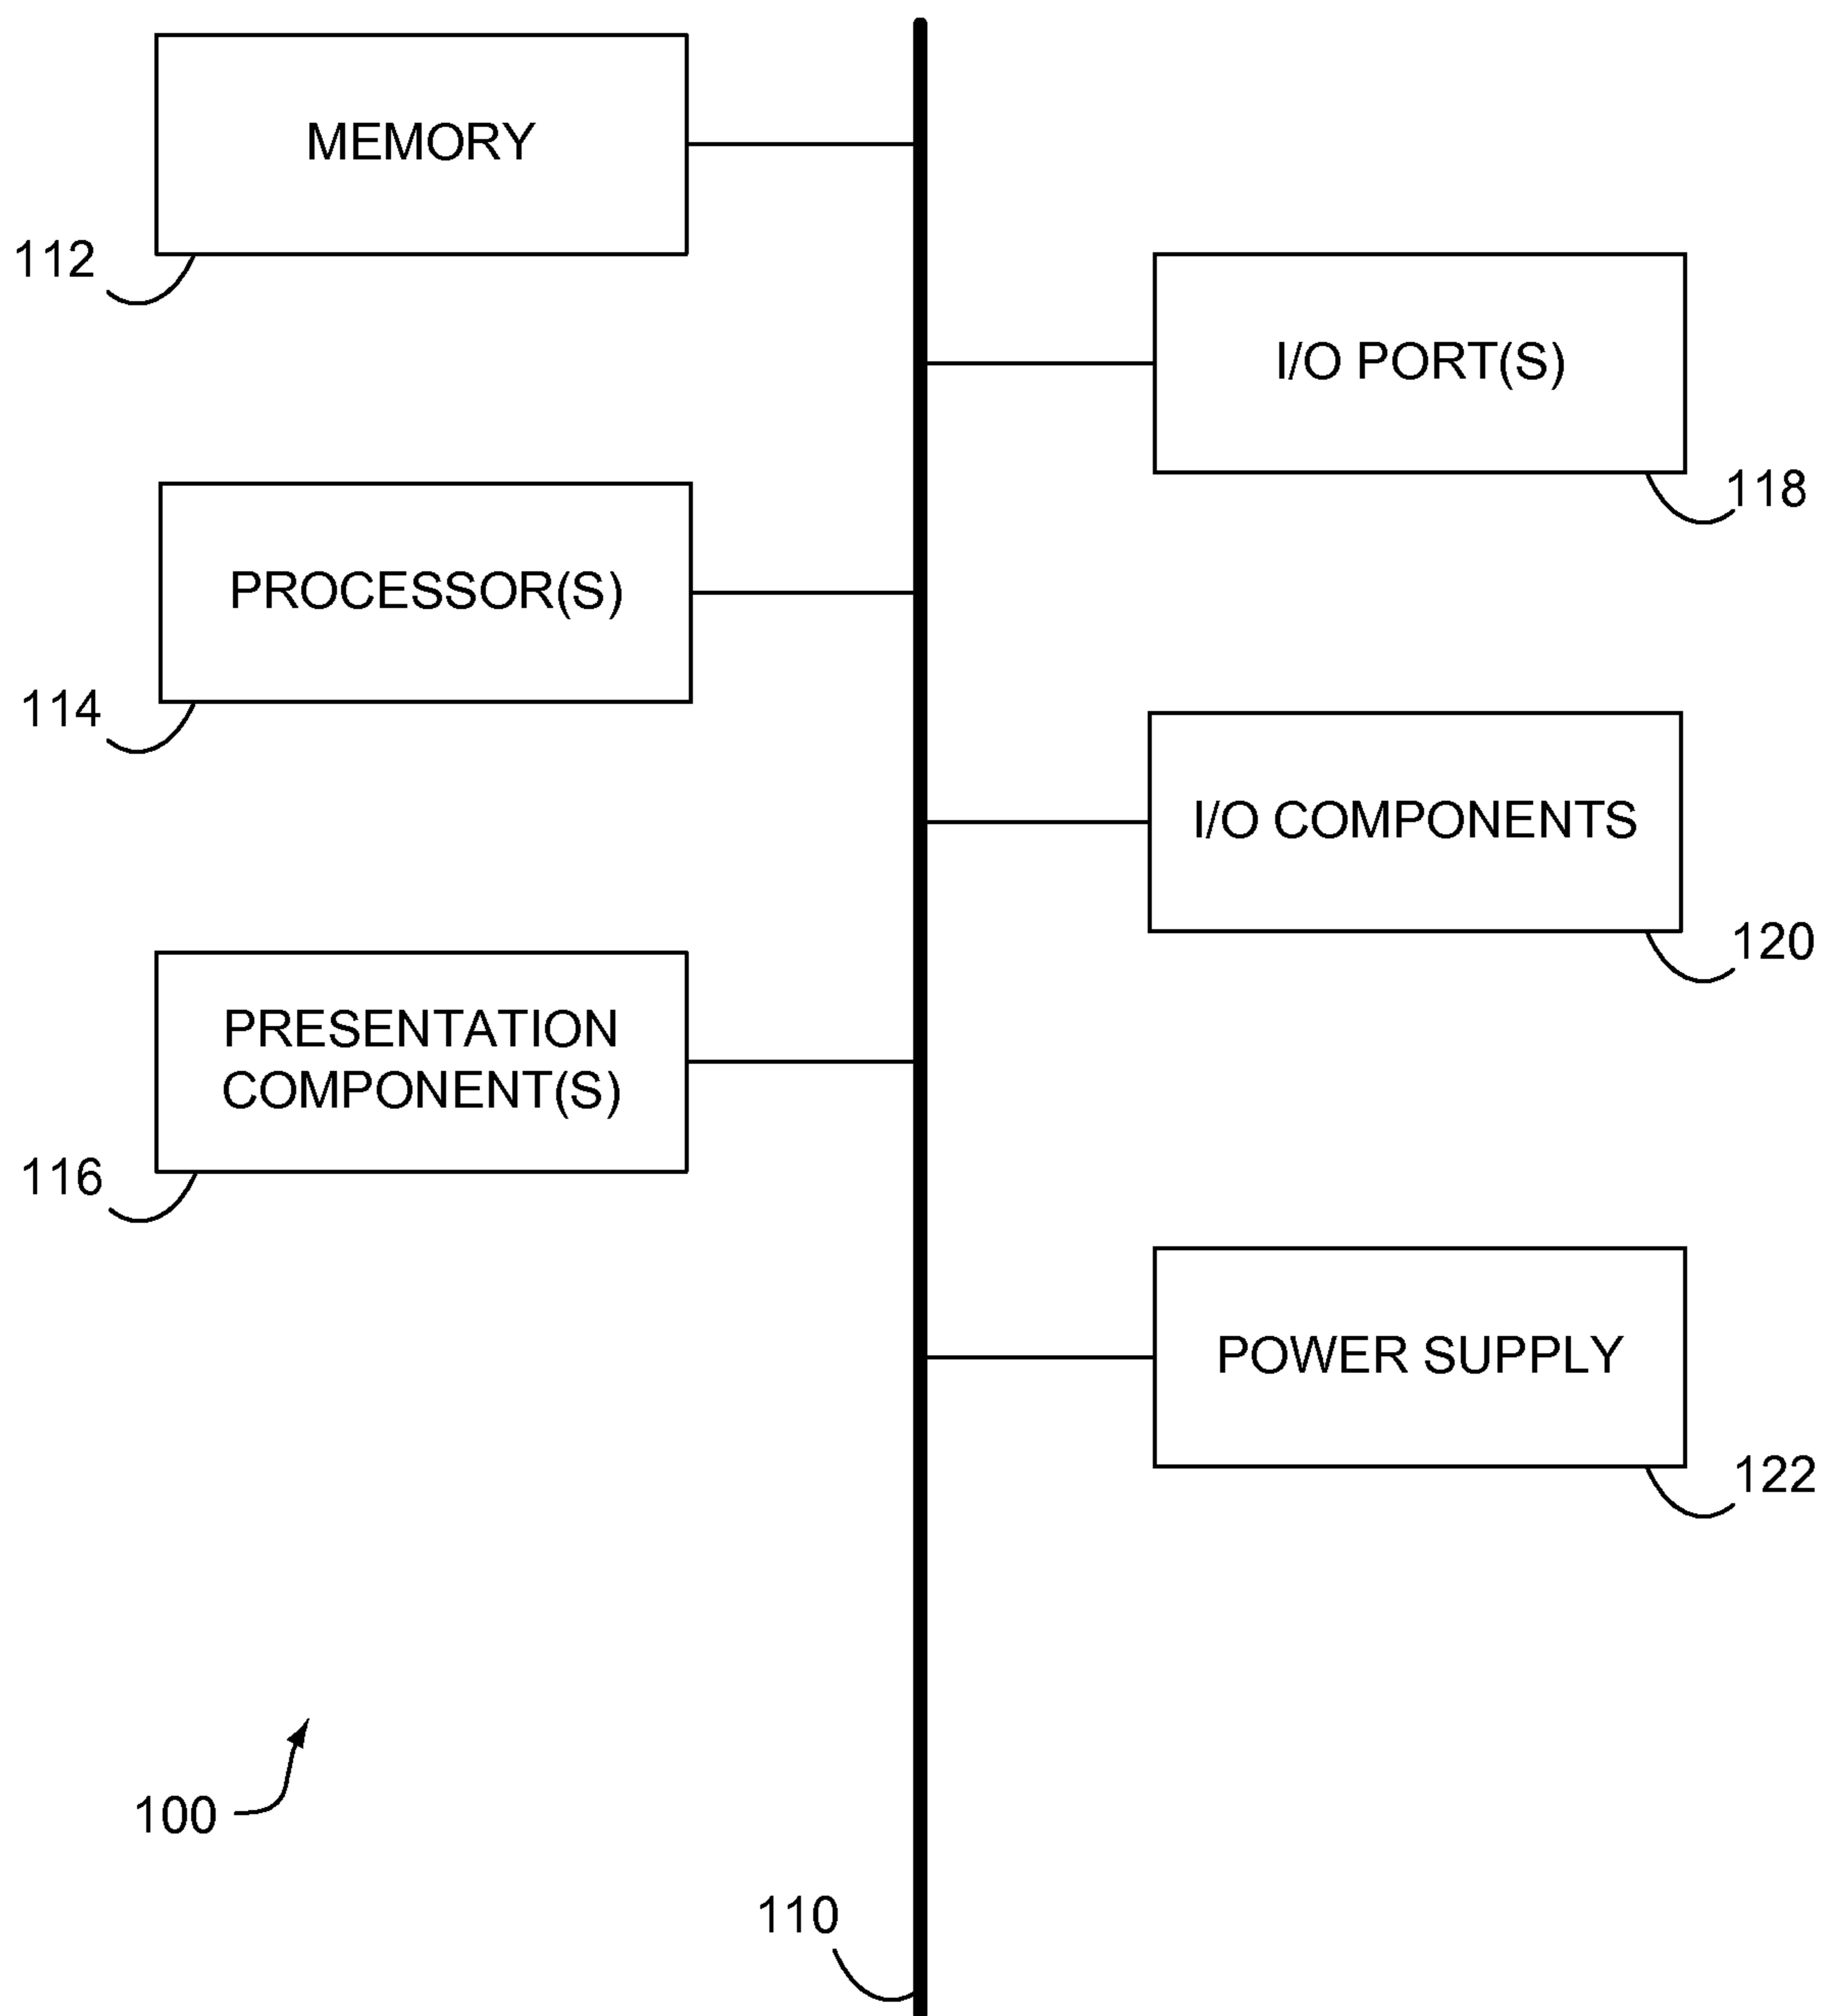 MEMORY
112
I/O PORT(S)
118
PROCESSOR(S)
114
I/O COMPONENTS
120
PRESENTATION
COMPONENT(S)
116
POWER SUPPLY
122
100
110